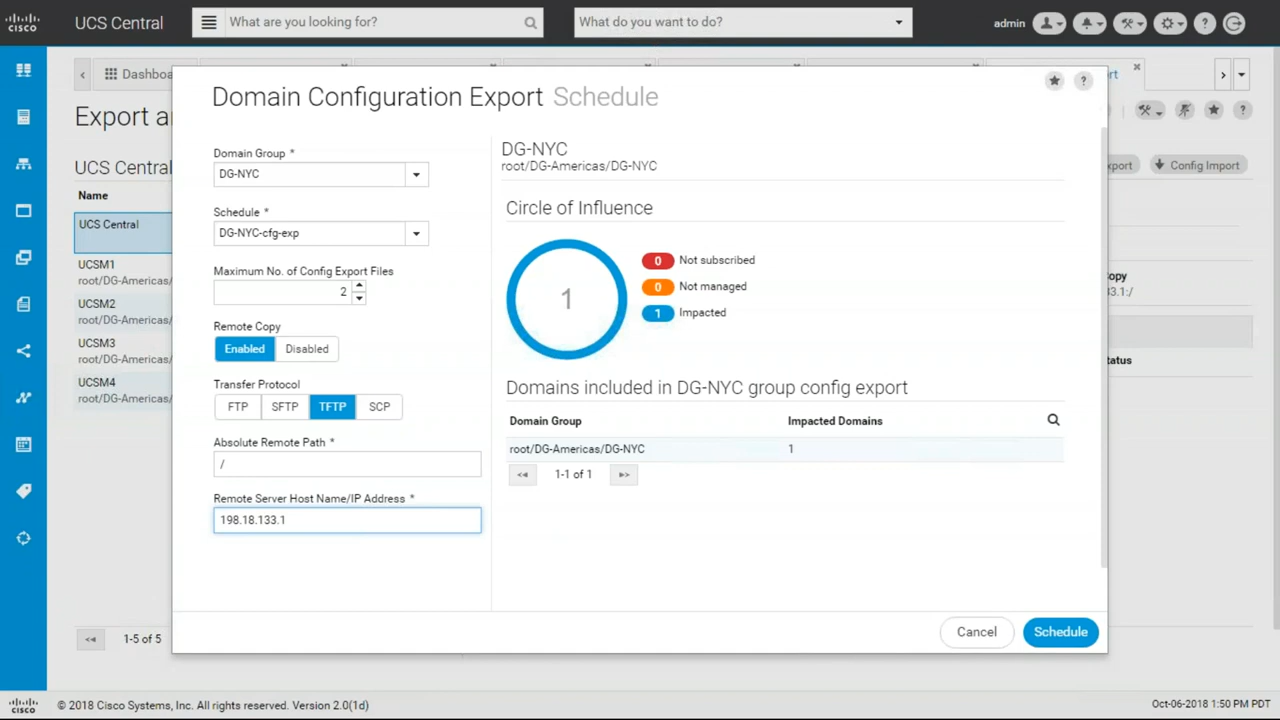 CISCO
UCS Central
What are you looking for?
What do you want to do?
admin
Dashboa
rt
Export a
Domain Configuration Export Schedule
UCS Central
Name
UCS Central
UCSM1
root/DG-Americas/
UCSM2
root/DG-Americas/
UCSM3
root/DG-Americas/
UCSM4
root/DG-Americas/
1-5 of 5
Domain Group *
DG-NYC
Schedule *
DG-NYC-cfg-exp
Maximum No. of Config Export Files
2
Remote Copy
Enabled Disabled
Transfer Protocol
FTP SFTP TFTP SCP
Absolute Remote Path *
/
Remote Server Host Name/IP Address *
198.18.133.1
DG-NYC
root/DG-Americas/DG-NYC
Circle of Influence
1
0 Not subscribed
0 Not managed
1 Impacted
Domains included in DG-NYC group config export
Domain Group Impacted Domains
root/DG-Americas/DG-NYC 1
1-1 of 1
Cancel Schedule
xport
Config Import
opy
33.1:/
tatus
CISCO
© 2018 Cisco Systems, Inc. All rights reserved. Version 2.0(1d)
Oct-06-2018 1:50 PM PDT